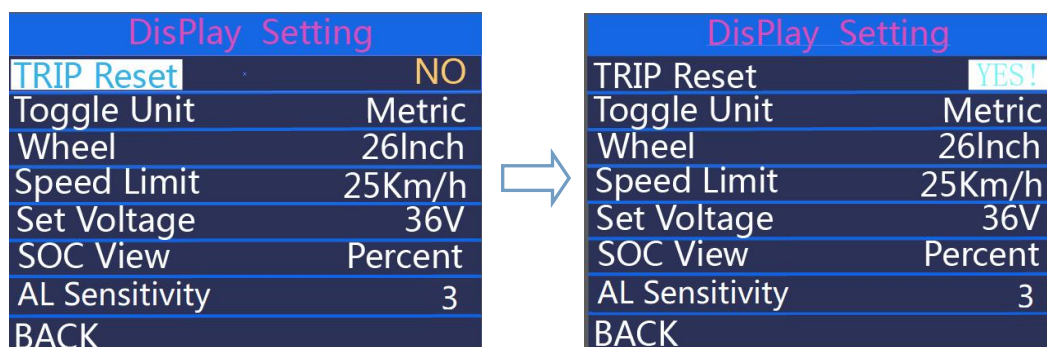 DisPlay Setting
TRIP Reset NO
Toggle Unit Metric
Wheel 26Inch
Speed Limit 25Km/h
Set Voltage 36V
SOC View Percent
AL Sensitivity 3
BACK
DisPlay Setting
TRIP Reset YES!
Toggle Unit Metric
Wheel 26Inch
Speed Limit 25Km/h
Set Voltage 36V
SOC View Percent
AL Sensitivity 3
BACK